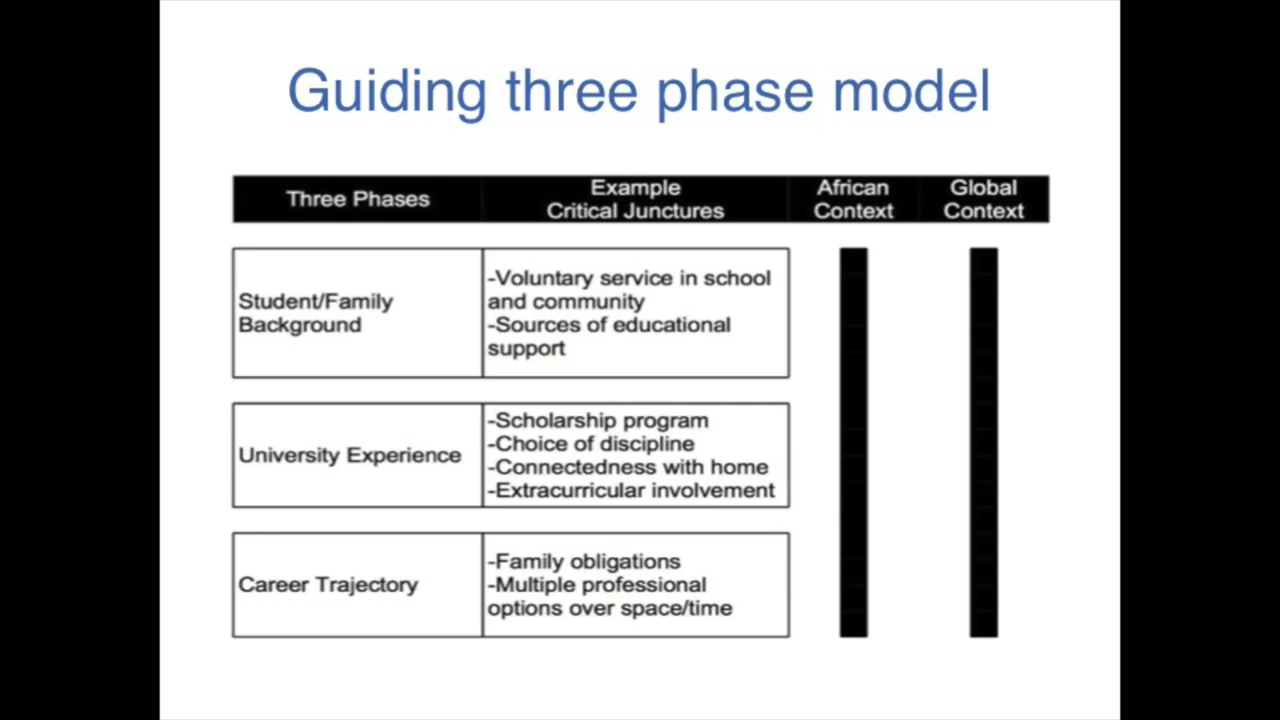 Guiding three phase model
Three Phases
Example
Critical Junctures
African
Context
Global
Context
Student/Family
Background
-Voluntary service in school
and community
-Sources of educational
support
University Experience
-Scholarship program
-Choice of discipline
-Connectedness with home
-Extracurricular involvement
Career Trajectory
-Family obligations
-Multiple professional
options over space/time